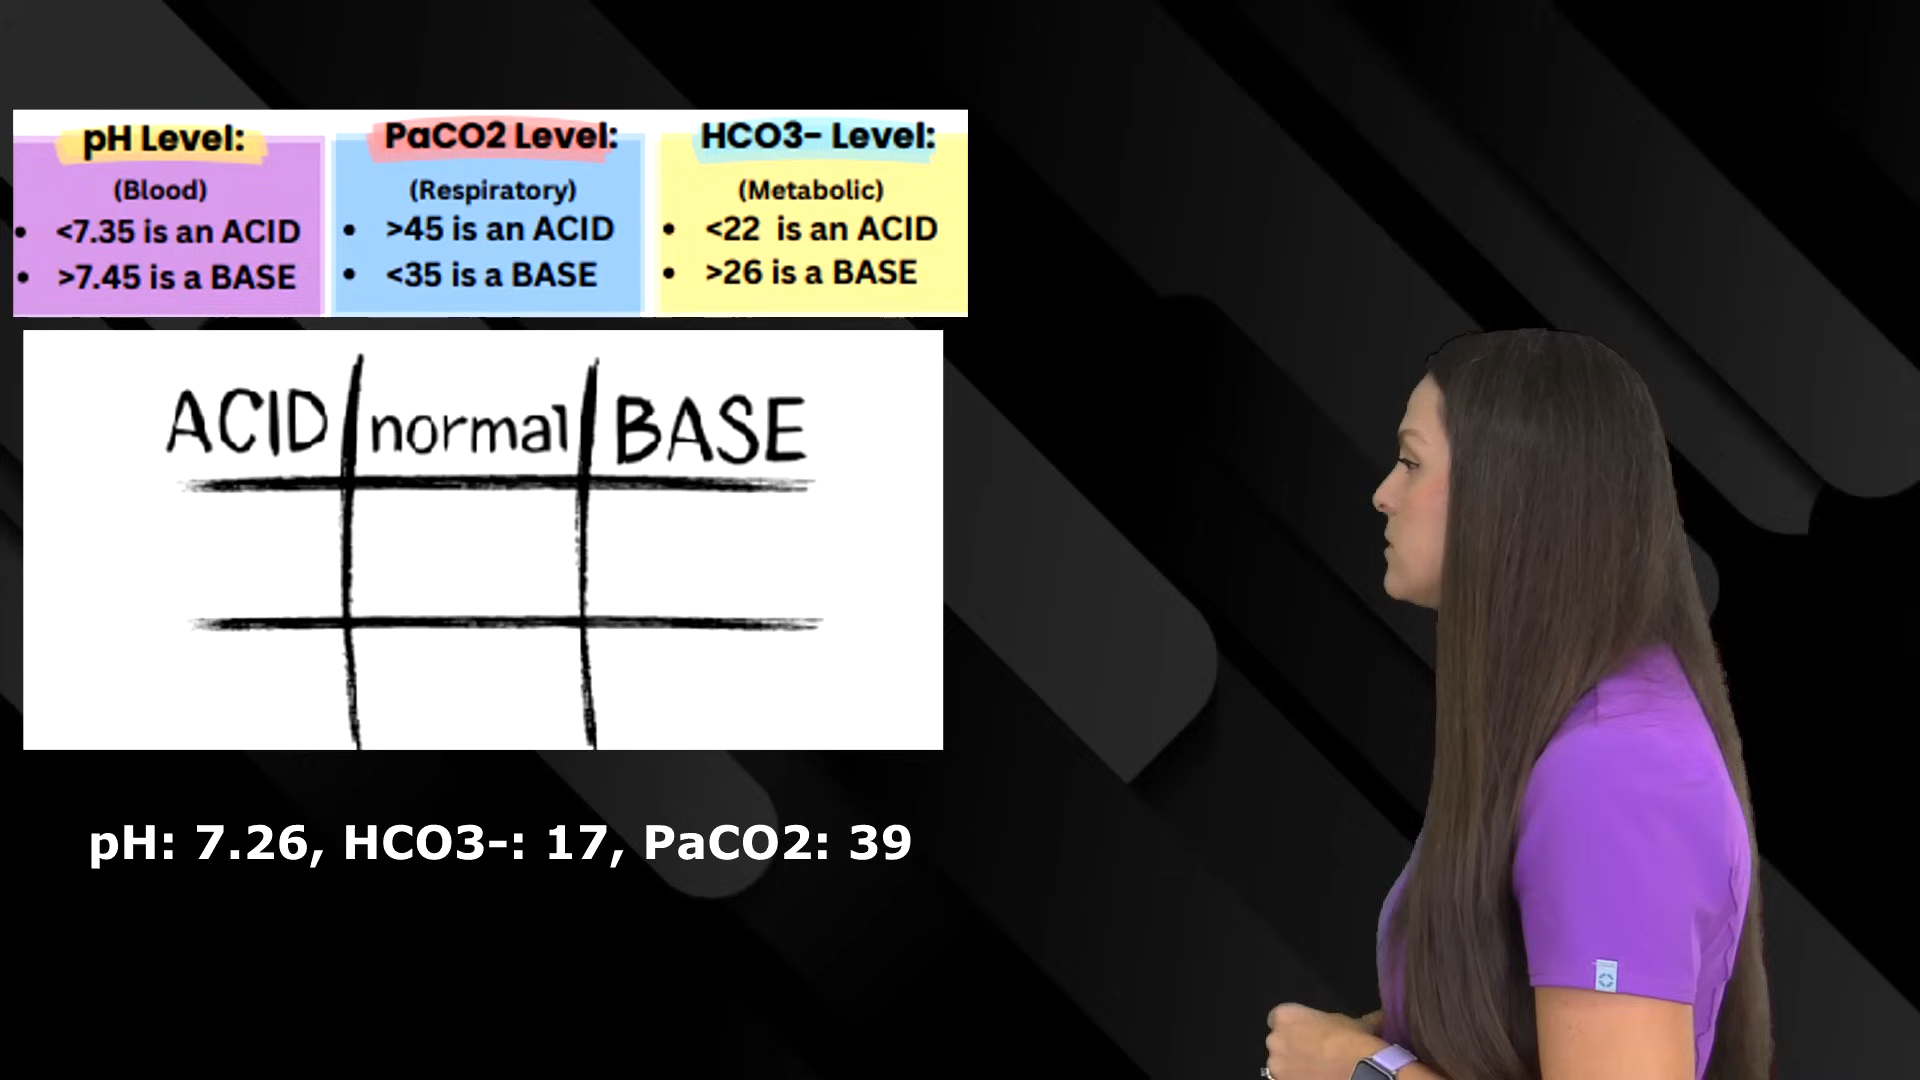 pH Level:
(Blood)
• <7.35 is an ACID
• >7.45 is a BASE
PaCO2 Level:
(Respiratory)
• >45 is an ACID
• <35 is a BASE
HCO3- Level:
(Metabolic)
• <22 is an ACID
• >26 is a BASE
ACID normal BASE
pH: 7.26, HCO3-: 17, PaCO2: 39